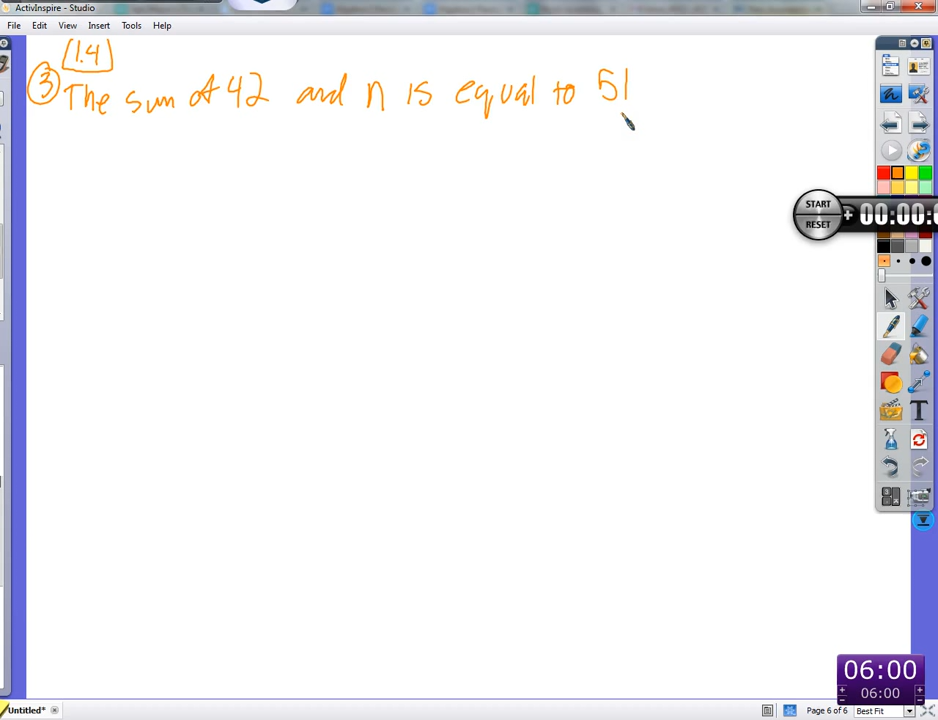 ActivInspire - Studio
File Edit View Insert Tools Help
1.4
3 The sum of 42 and n is equal to 51
START
RESET
00:00:
06:00
06:00
Untitled*
Page 6 of 6 Best Fit